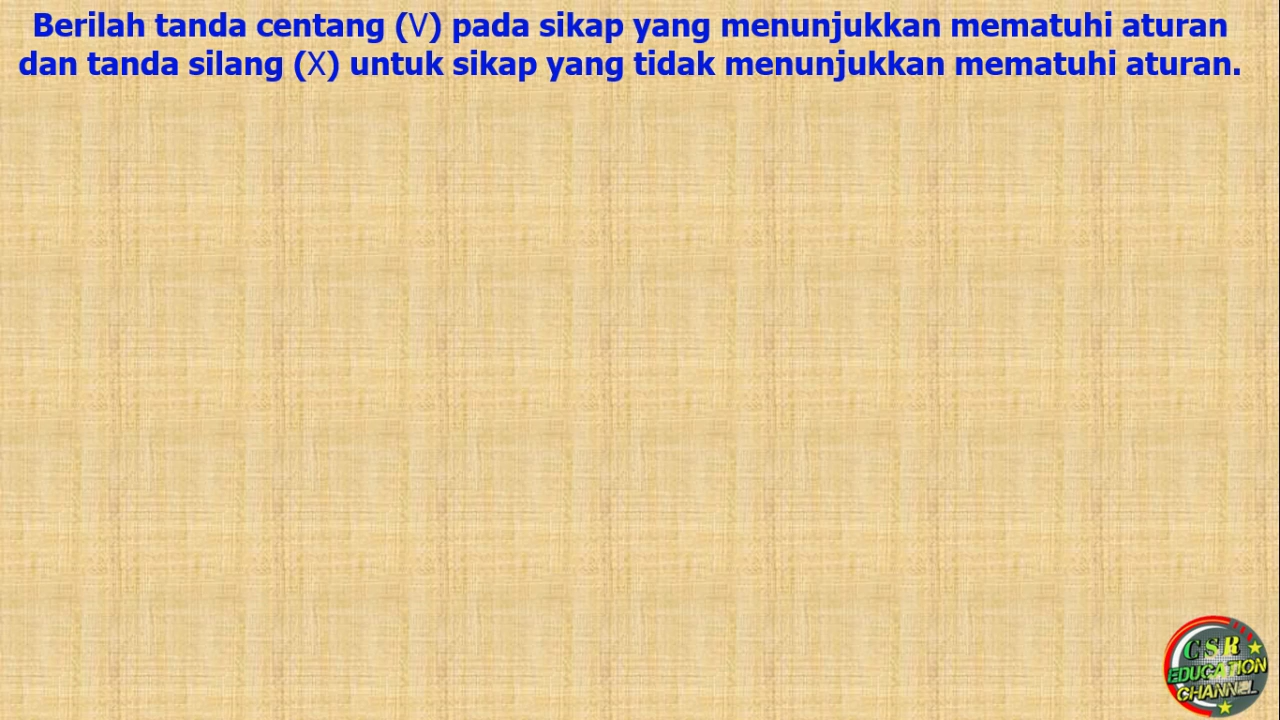 Berilah tanda centang (V) pada sikap yang menunjukkan mematuhi aturan
dan tanda silang (X) untuk sikap yang tidak menunjukkan mematuhi aturan.
CSR
EDUCATION
CHANNEL